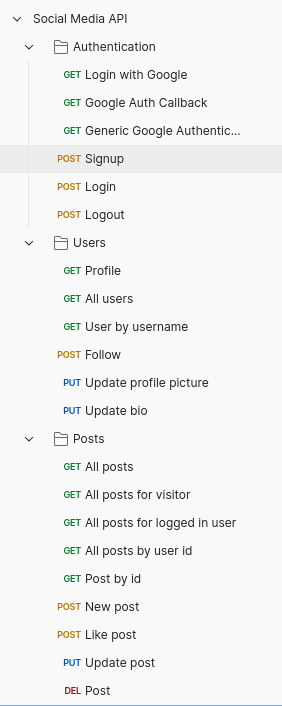 Social Media API
Authentication
GET Login with Google
GET Google Auth Callback
GET Generic Google Authentic...
POST Signup
POST Login
POST Logout
Users
GET Profile
GET All users
GET User by username
POST Follow
PUT Update profile picture
PUT Update bio
Posts
GET All posts
GET All posts for visitor
GET All posts for logged in user
GET All posts by user id
GET Post by id
POST New post
POST Like post
PUT Update post
DEL Post